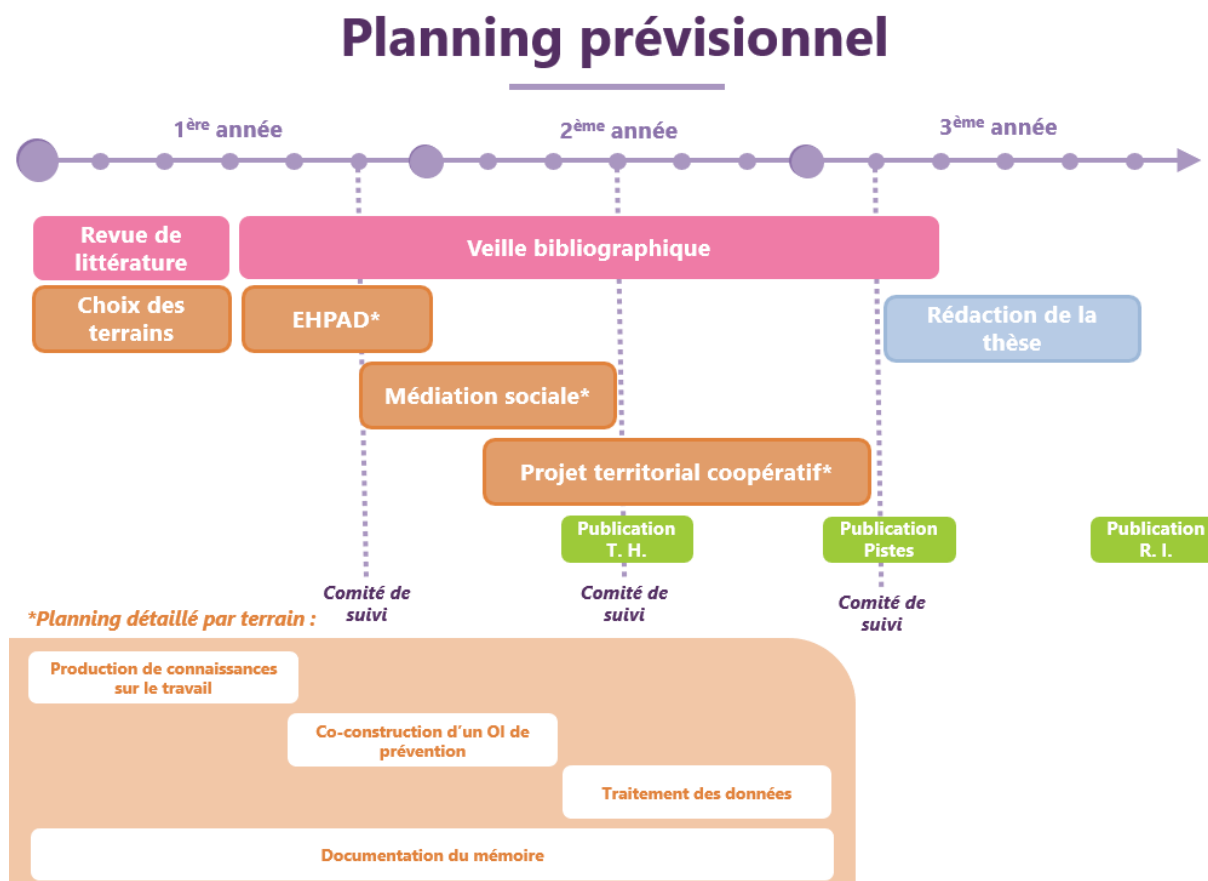 Planning prévisionnel
1ère année
2ème année
3ème année
Revue de
littérature
Veille bibliographique
Choix des
terrains
EHPAD*
Rédaction de la
thèse
Médiation sociale*
Projet territorial coopératif*
Publication
T. H.
Publication
Pistes
Publication
R. I.
Comité de
suivi
Comité de
suivi
Comité de
suivi
*Planning détaillé par terrain :
Production de connaissances
sur le travail
Co-construction d’un OI de
prévention
Traitement des données
Documentation du mémoire